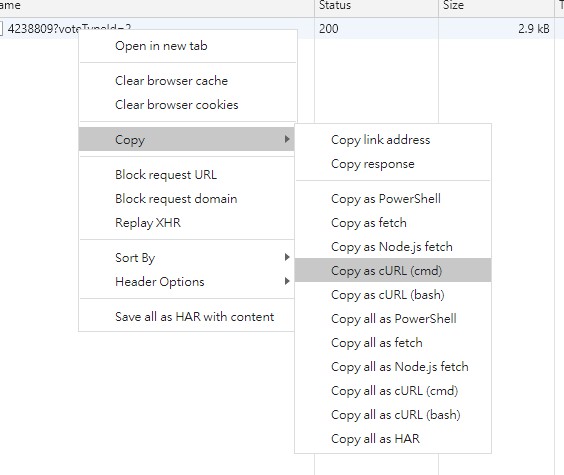 ame Status Size T
4238809?voteTypeId=2 200 2.9 kB
Open in new tab
Clear browser cache
Clear browser cookies
Copy
Copy link address
Copy response
Block request URL
Block request domain
Replay XHR
Sort By
Header Options
Save all as HAR with content
Copy as PowerShell
Copy as fetch
Copy as Node.js fetch
Copy as cURL (cmd)
Copy as cURL (bash)
Copy all as PowerShell
Copy all as fetch
Copy all as Node.js fetch
Copy all as cURL (cmd)
Copy all as cURL (bash)
Copy all as HAR